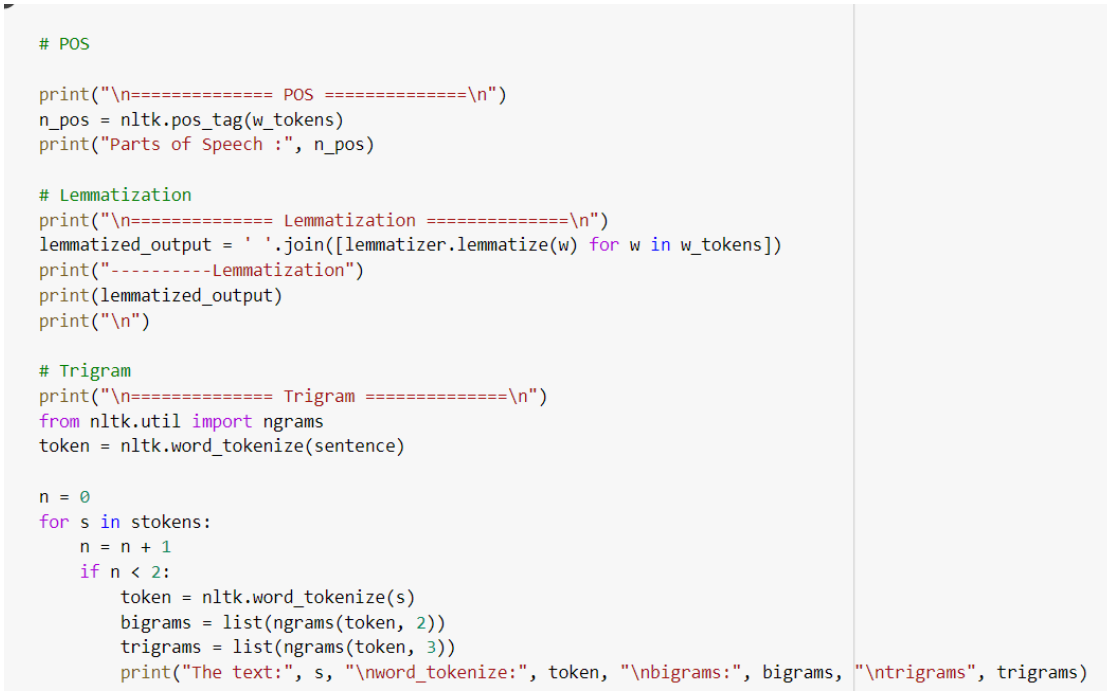 # POS
print("\n============== POS ==============\n")
n_pos = nltk.pos_tag(w_tokens)
print("Parts of Speech :", n_pos)
# Lemmatization
print("\n============== Lemmatization ==============\n")
lemmatized_output = ' '.join([lemmatizer.lemmatize(w) for w in w_tokens])
print("----------Lemmatization")
print(lemmatized_output)
print("\n")
# Trigram
print("\n============== Trigram ==============\n")
from nltk.util import ngrams
token = nltk.word_tokenize(sentence)
n = 0
for s in stokens:
    n = n + 1
    if n < 2:
        token = nltk.word_tokenize(s)
        bigrams = list(ngrams(token, 2))
        trigrams = list(ngrams(token, 3))
        print("The text:", s, "\nword_tokenize:", token, "\nbigrams:", bigrams, "\ntrigrams", trigrams)